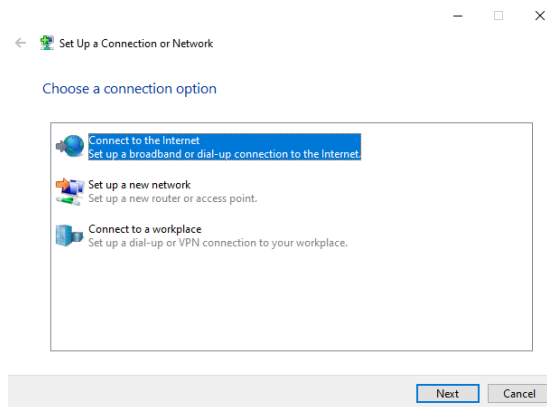 Set Up a Connection or Network
Choose a connection option
Connect to the Internet
Set up a broadband or dial-up connection to the Internet.
Set up a new network
Set up a new router or access point.
Connect to a workplace
Set up a dial-up or VPN connection to your workplace.
Next Cancel